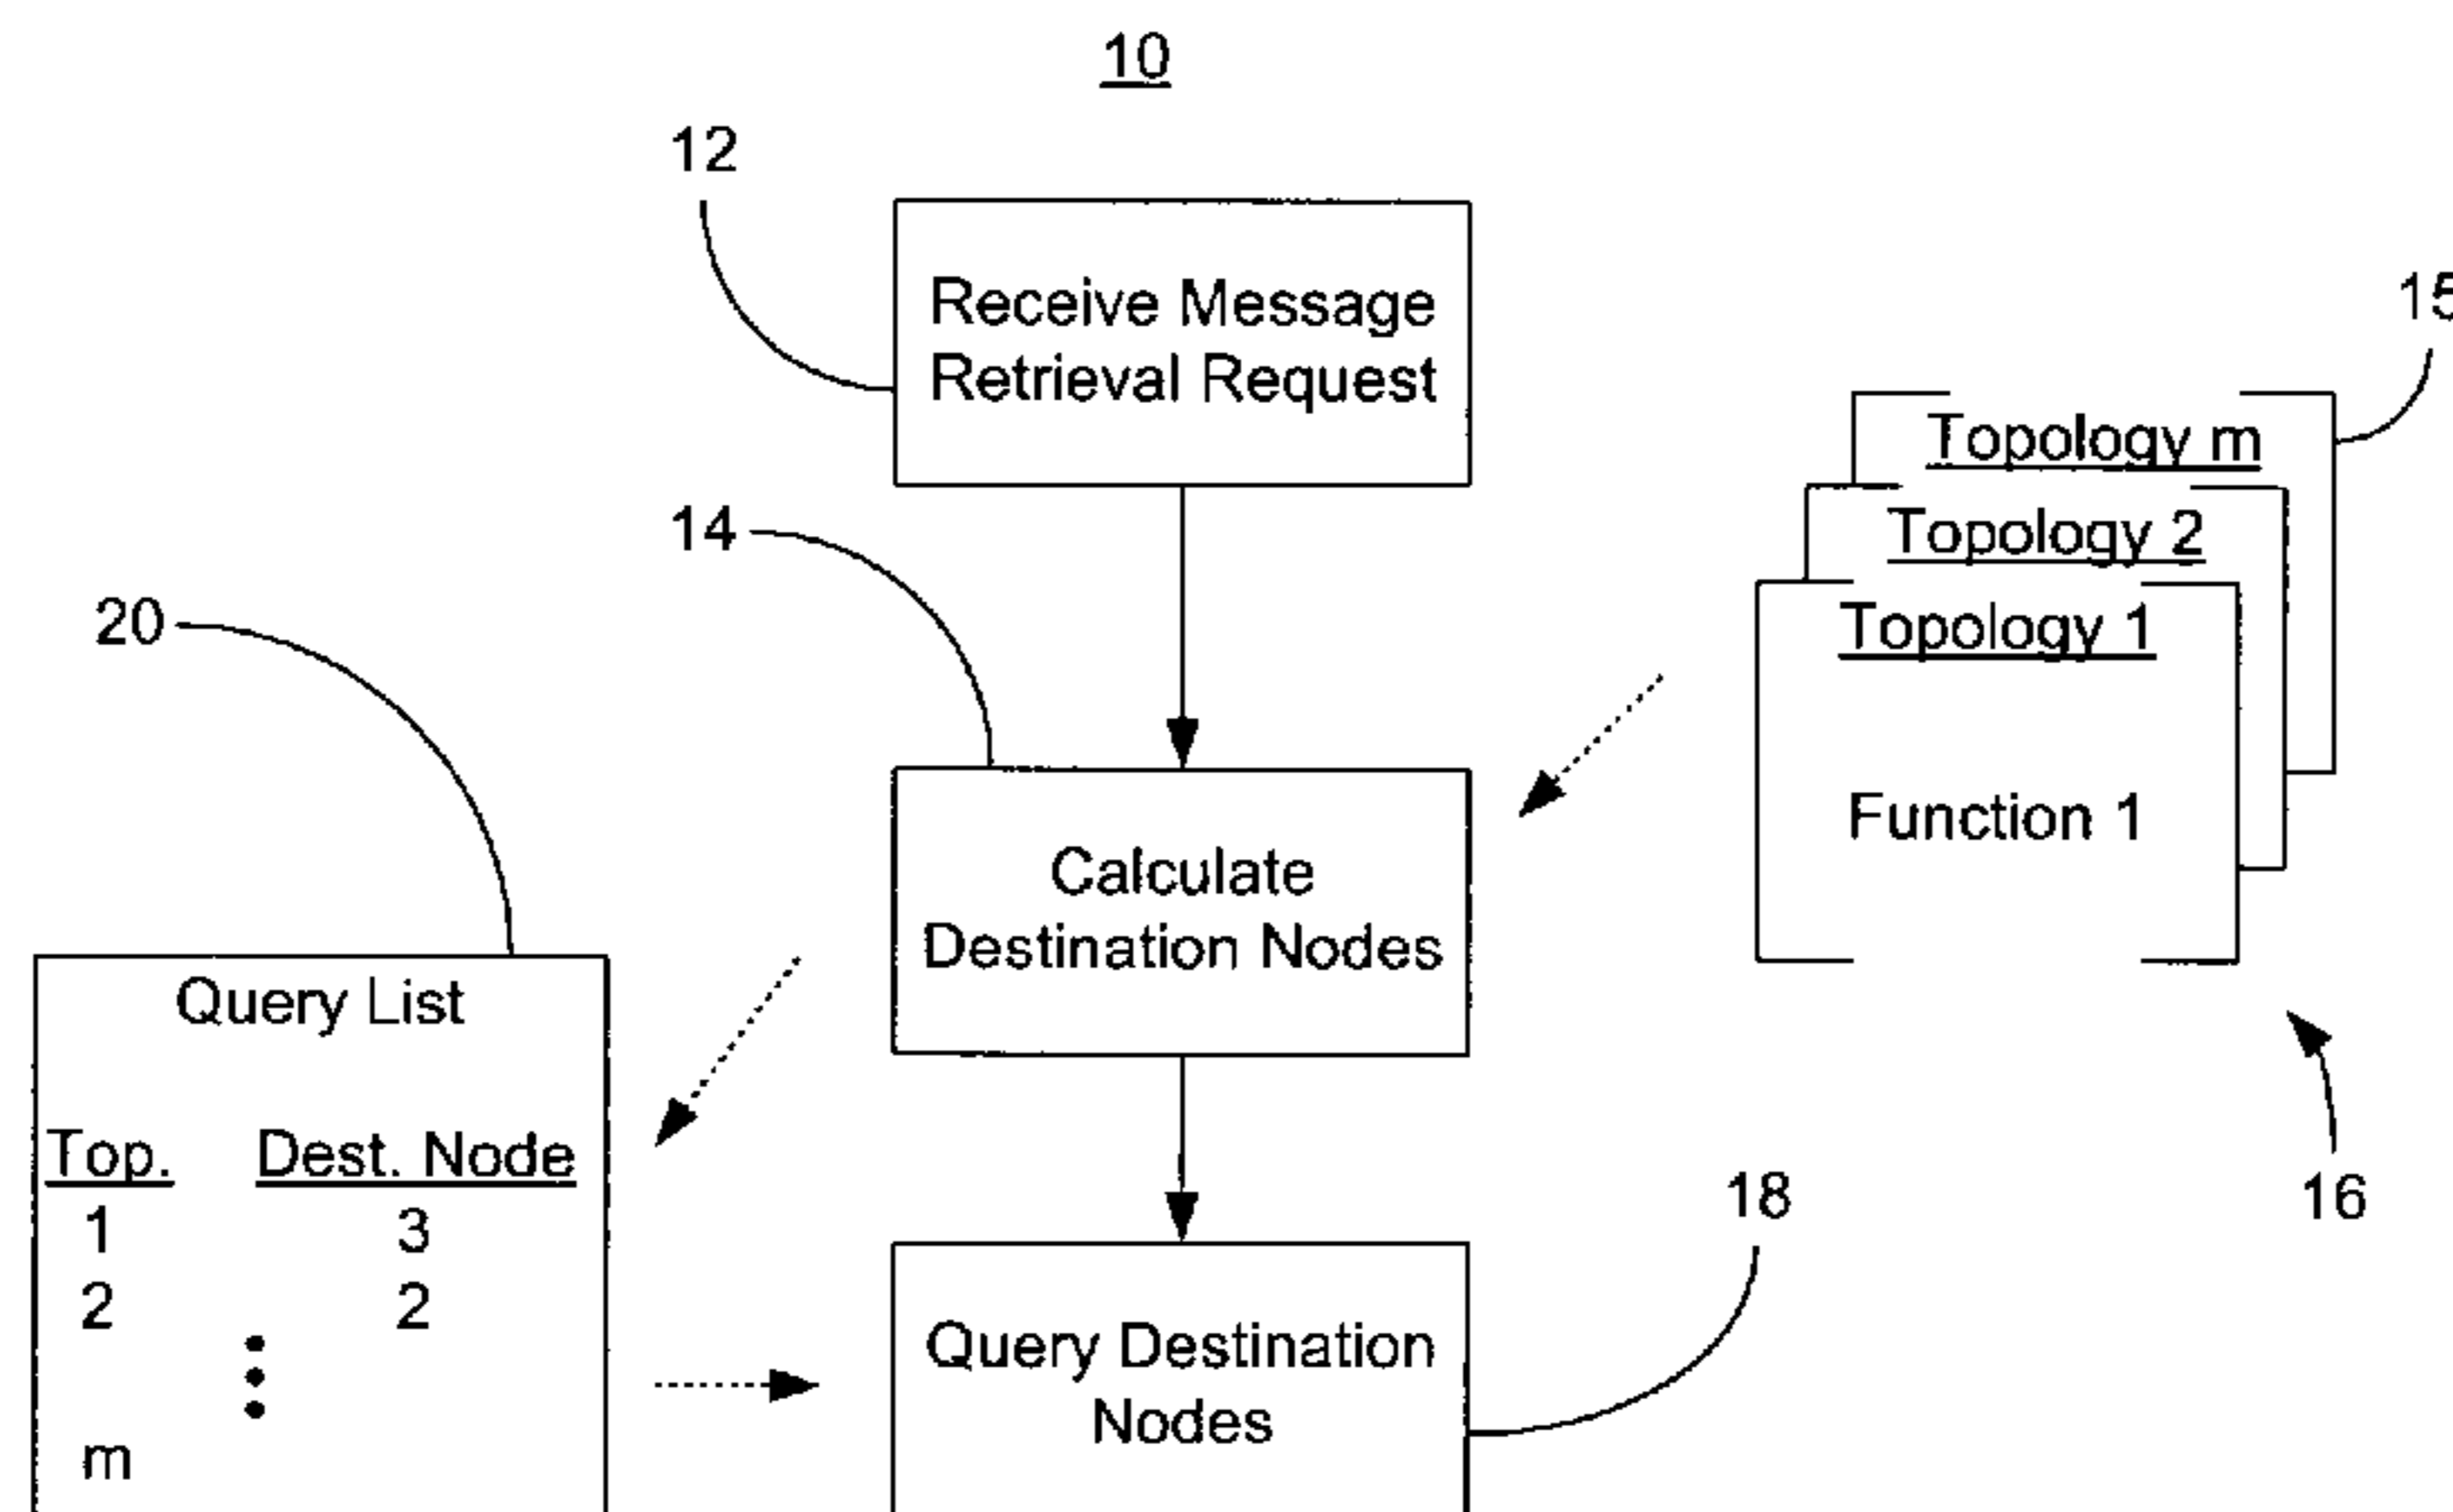 10
12
Receive Message
Retrieval Request
15
Topology m
14
Topology 2
20
Topology 1
Function 1
Calculate
Destination Nodes
Query List
Top. Dest. Node
1 3
2 2
m
16
18
Query Destination
Nodes